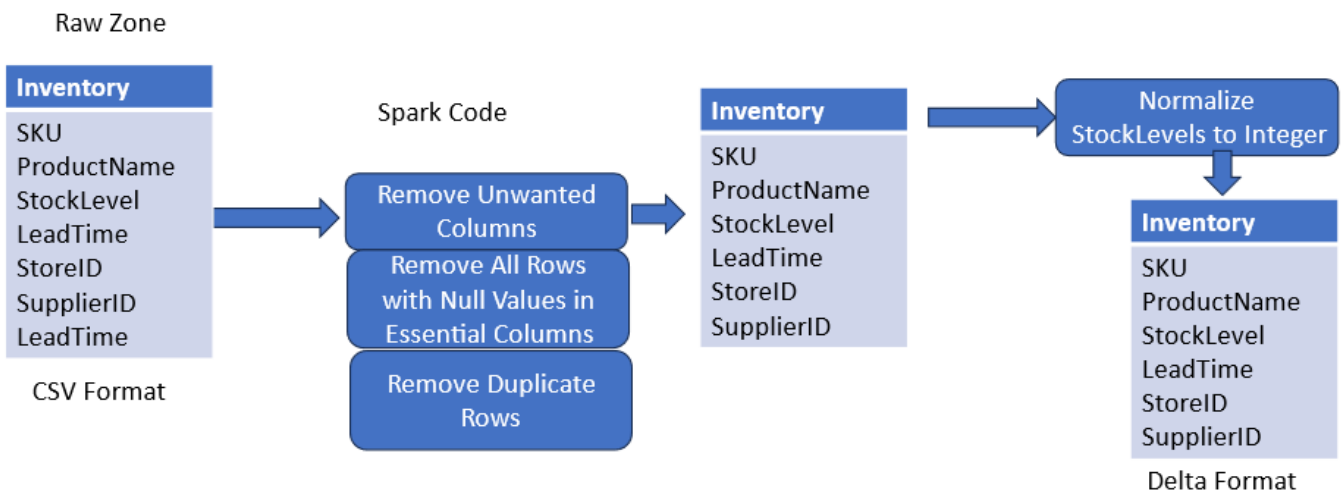 Raw Zone
Inventory
SKU
ProductName
StockLevel
LeadTime
StoreID
SupplierID
LeadTime
CSV Format
Spark Code
Remove Unwanted
Columns
Remove All Rows
with Null Values in
Essential Columns
Remove Duplicate
Rows
Inventory
SKU
ProductName
StockLevel
LeadTime
StoreID
SupplierID
Normalize
StockLevels to Integer
Inventory
SKU
ProductName
StockLevel
LeadTime
StoreID
SupplierID
Delta Format